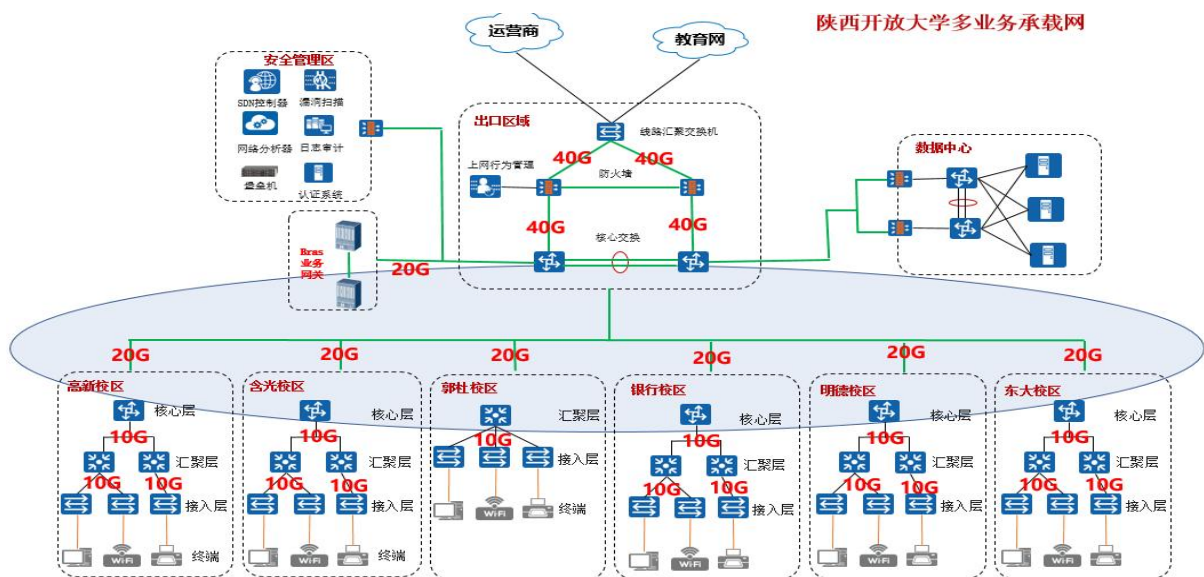 陕西开放大学多业务承载网
运营商
教育网
安全管理区
SDN控制器
漏洞扫描
网络分析器
日志审计
堡垒机
认证系统
出口区域
线路汇聚交换机
40G
40G
上网行为管理
防火墙
40G
40G
核心交换
数据中心
Bras
业务
网关
20G
20G
20G
20G
20G
20G
20G
高新校区
核心层
10G
汇聚层
10G
10G
接入层
WiFi
终端
含光校区
核心层
10G
汇聚层
10G
10G
接入层
WiFi
终端
郭杜校区
汇聚层
10G
接入层
WiFi
终端
银行校区
核心层
10G
汇聚层
10G
10G
接入层
WiFi
明德校区
核心层
10G
汇聚层
10G
10G
接入层
WiFi
东大校区
核心层
10G
汇聚层
10G
10G
接入层
WiFi